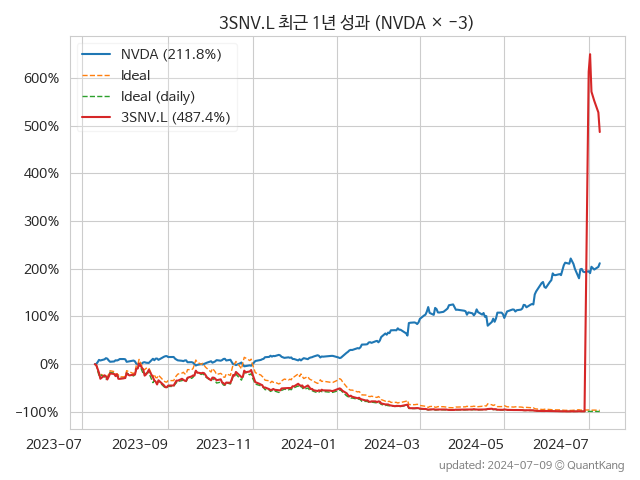 3SNV.L 최근 1년 성과 (NVDA × −3)
NVDA (211.8%)
Ideal
Ideal (daily)
3SNV.L (487.4%)
600%
500%
400%
300%
200%
100%
0%
−100%
2023-07
2023-09
2023-11
2024-01
2024-03
2024-05
2024-07
updated: 2024-07-09 © QuantKang